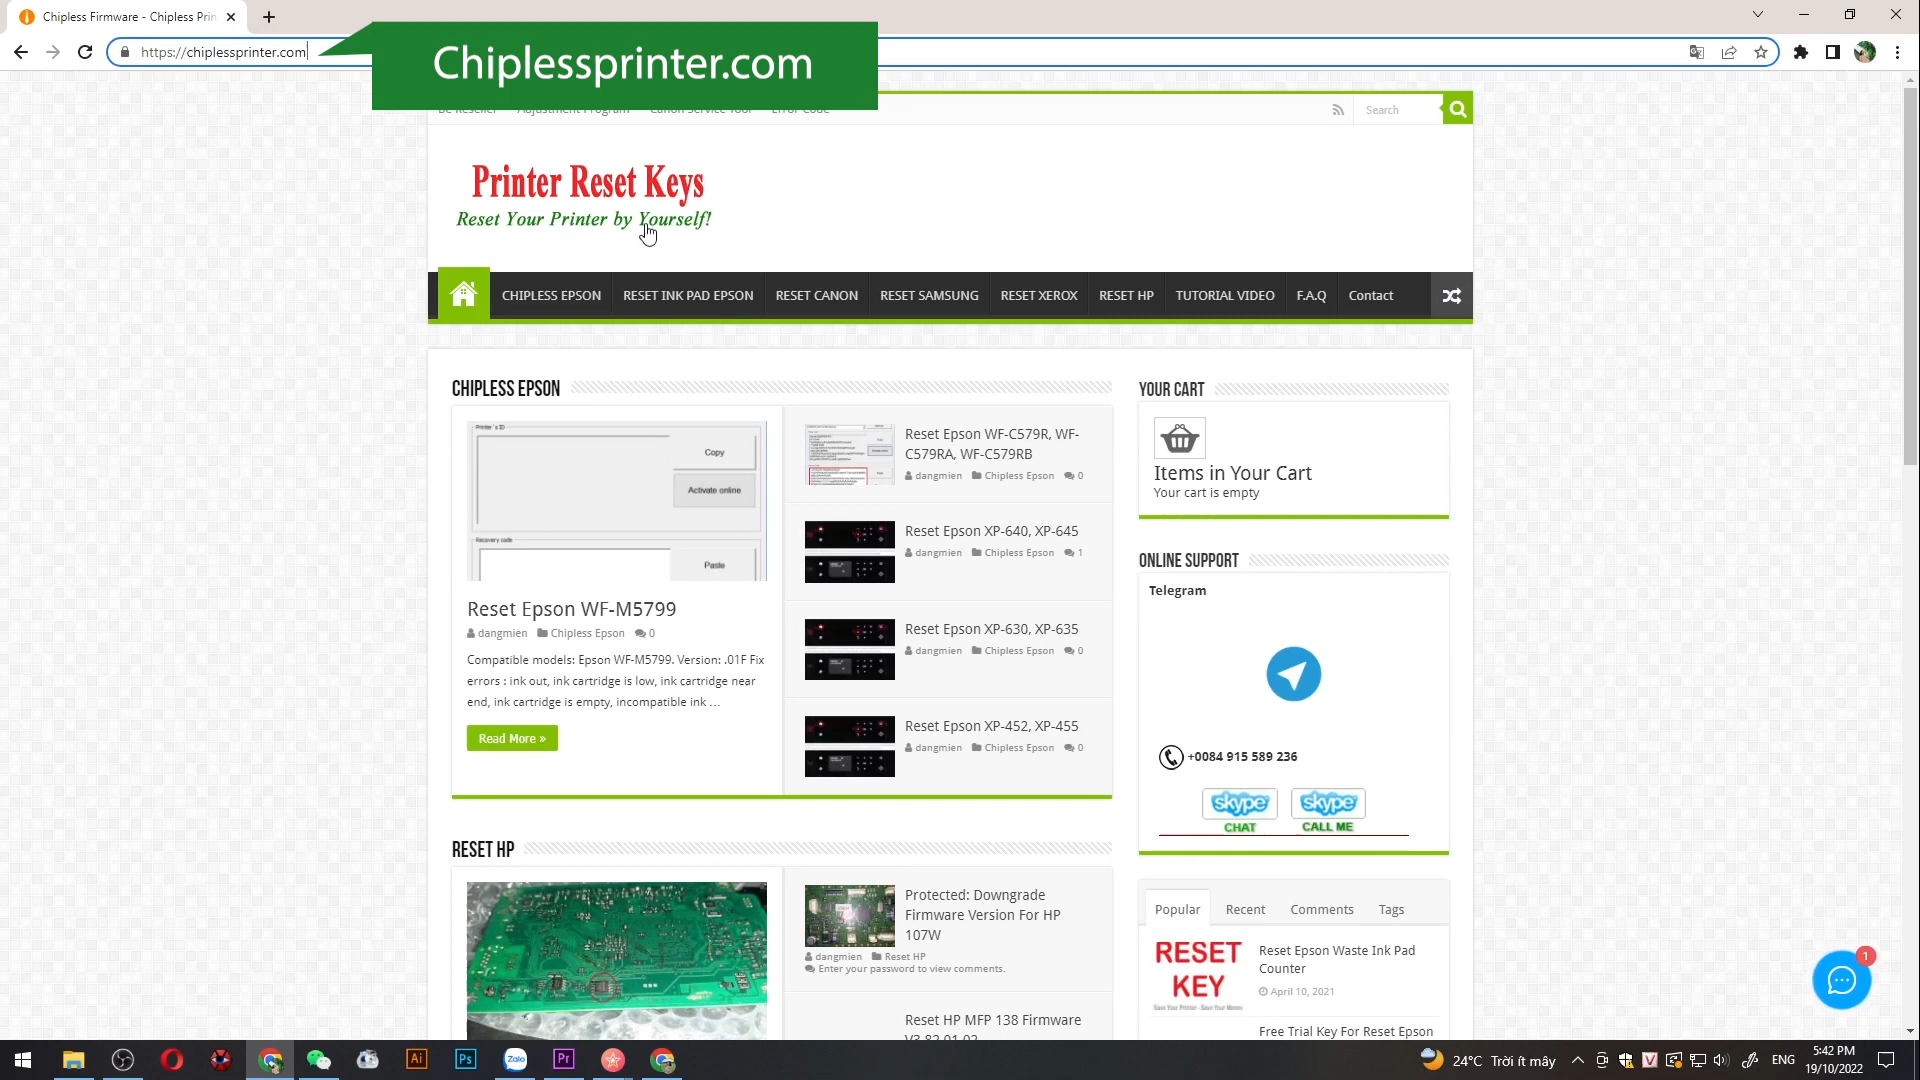 Chipless Firmware - Chipless Prin
https://chiplessprinter.com
Chiplessprinter.com
Be Reseller Adjustment Program Canon Service Tool Error Code
Search
Printer Reset Keys
Reset Your Printer by Yourself!
CHIPLESS EPSON RESET INK PAD EPSON RESET CANON RESET SAMSUNG RESET XEROX RESET HP TUTORIAL VIDEO F.A.Q Contact
CHIPLESS EPSON
Printer`s ID
Copy
Activate online
Recovery code
Paste
Reset Epson WF-M5799
dangmien Chipless Epson 0
Compatible models: Epson WF-M5799. Version: .01F Fix
errors : ink out, ink cartridge is low, ink cartridge near
end, ink cartridge is empty, incompatible ink …
Read More »
Reset Epson WF-C579R, WF-
C579RA, WF-C579RB
dangmien Chipless Epson 0
Reset Epson XP-640, XP-645
dangmien Chipless Epson 1
Reset Epson XP-630, XP-635
dangmien Chipless Epson 0
Reset Epson XP-452, XP-455
dangmien Chipless Epson 0
YOUR CART
Items in Your Cart
Your cart is empty
ONLINE SUPPORT
Telegram
+0084 915 589 236
skype skype
CHAT CALL ME
RESET HP
Protected: Downgrade
Firmware Version For HP
107W
dangmien Reset HP
Enter your password to view comments.
Reset HP MFP 138 Firmware
V3.82.01.02
Popular Recent Comments Tags
RESET
KEY
Save Your Printer - Save Your Money
Reset Epson Waste Ink Pad
Counter
April 10, 2021
Free Trial Key For Reset Epson
1
Ai Ps Zalo Pr
24°C Trời ít mây
V
ENG
5:42 PM
19/10/2022